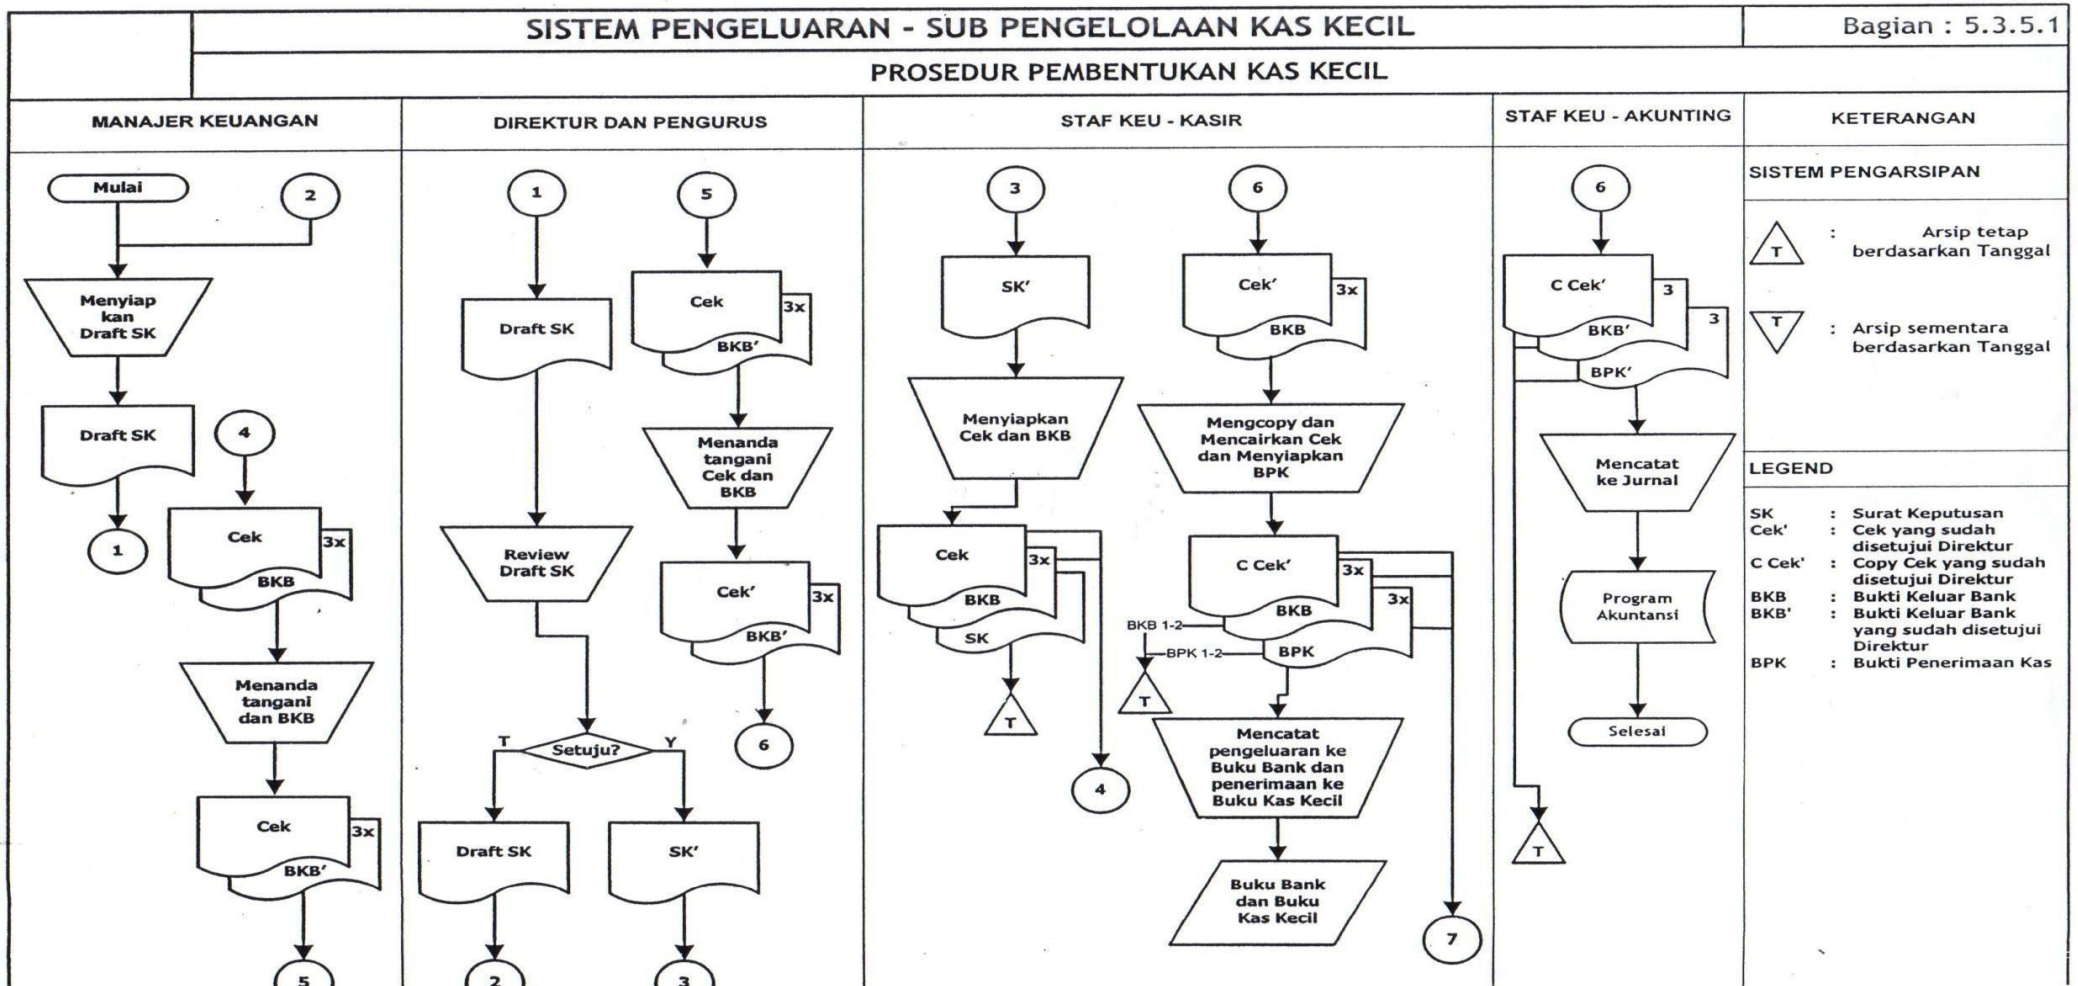 SISTEM PENGELUARAN - SUB PENGELOLAAN KAS KECIL
Bagian : 5.3.5.1
PROSEDUR PEMBENTUKAN KAS KECIL
MANAJER KEUANGAN
DIREKTUR DAN PENGURUS
STAF KEU - KASIR
STAF KEU - AKUNTING
KETERANGAN
Mulai
2
Menyiap
kan
Draft SK
Draft SK
1
4
Cek
3x
BKB
Menanda
tangani
dan BKB
Cek
3x
BKB'
5
1
Draft SK
Review
Draft SK
Setuju?
T
Y
Draft SK
2
SK'
3
5
Cek
3x
BKB'
Menanda
tangani
Cek dan
BKB
Cek'
3x
BKB'
6
3
SK'
Menyiapkan
Cek dan BKB
Cek
3x
BKB
SK
T
4
6
Cek'
3x
BKB
Mengcopy dan
Mencairkan Cek
dan Menyiapkan
BPK
C Cek'
3x
BKB
3x
BPK
BKB 1-2
BPK 1-2
T
Mencatat
pengeluaran ke
Buku Bank dan
penerimaan ke
Buku Kas Kecil
Buku Bank
dan Buku
Kas Kecil
7
6
C Cek'
3
BKB'
3
BPK'
Mencatat
ke Jurnal
Program
Akuntansi
Selesai
T
SISTEM PENGARSIPAN
T
: Arsip tetap
berdasarkan Tanggal
T
: Arsip sementara
berdasarkan Tanggal
LEGEND
SK : Surat Keputusan
Cek' : Cek yang sudah
disetujui Direktur
C Cek' : Copy Cek yang sudah
disetujui Direktur
BKB : Bukti Keluar Bank
BKB' : Bukti Keluar Bank
yang sudah disetujui
Direktur
BPK : Bukti Penerimaan Kas